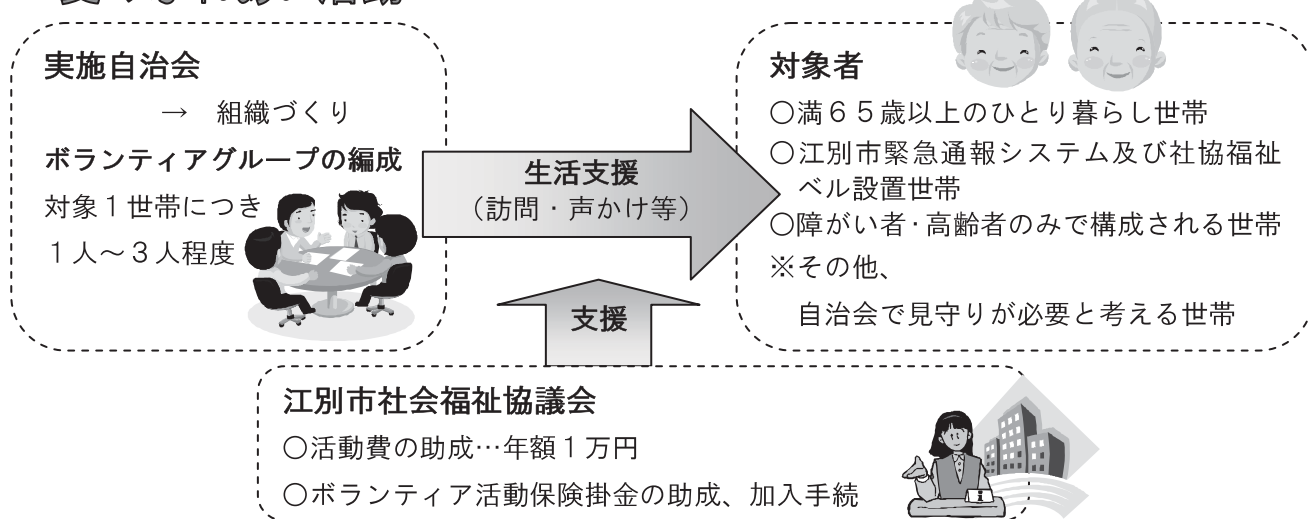 実施自治会
→ 組織づくり
ボランティアグループの編成
対象１世帯につき
１人～３人程度
生活支援
（訪問・声かけ等）
対象者
○満６５歳以上のひとり暮らし世帯
○江別市緊急通報システム及び社協福祉
ベル設置世帯
○障がい者･高齢者のみで構成される世帯
※その他、
自治会で見守りが必要と考える世帯
支援
江別市社会福祉協議会
○活動費の助成…年額１万円
○ボランティア活動保険掛金の助成、加入手続